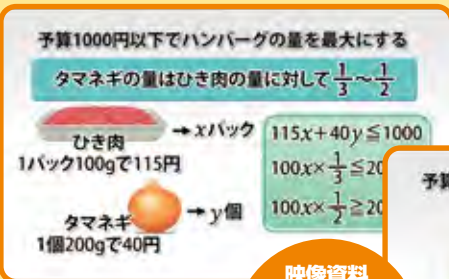 予算1000円以下でハンバーグの量を最大にする
タマネギの量はひき肉の量に対して1/3～1/2
ひき肉
→xパック
1パック100gで115円
タマネギ
→y個
1個200gで40円
115x+40y≦1000
100x×1/3≦20
100x×1/2≧20
予
映像資料